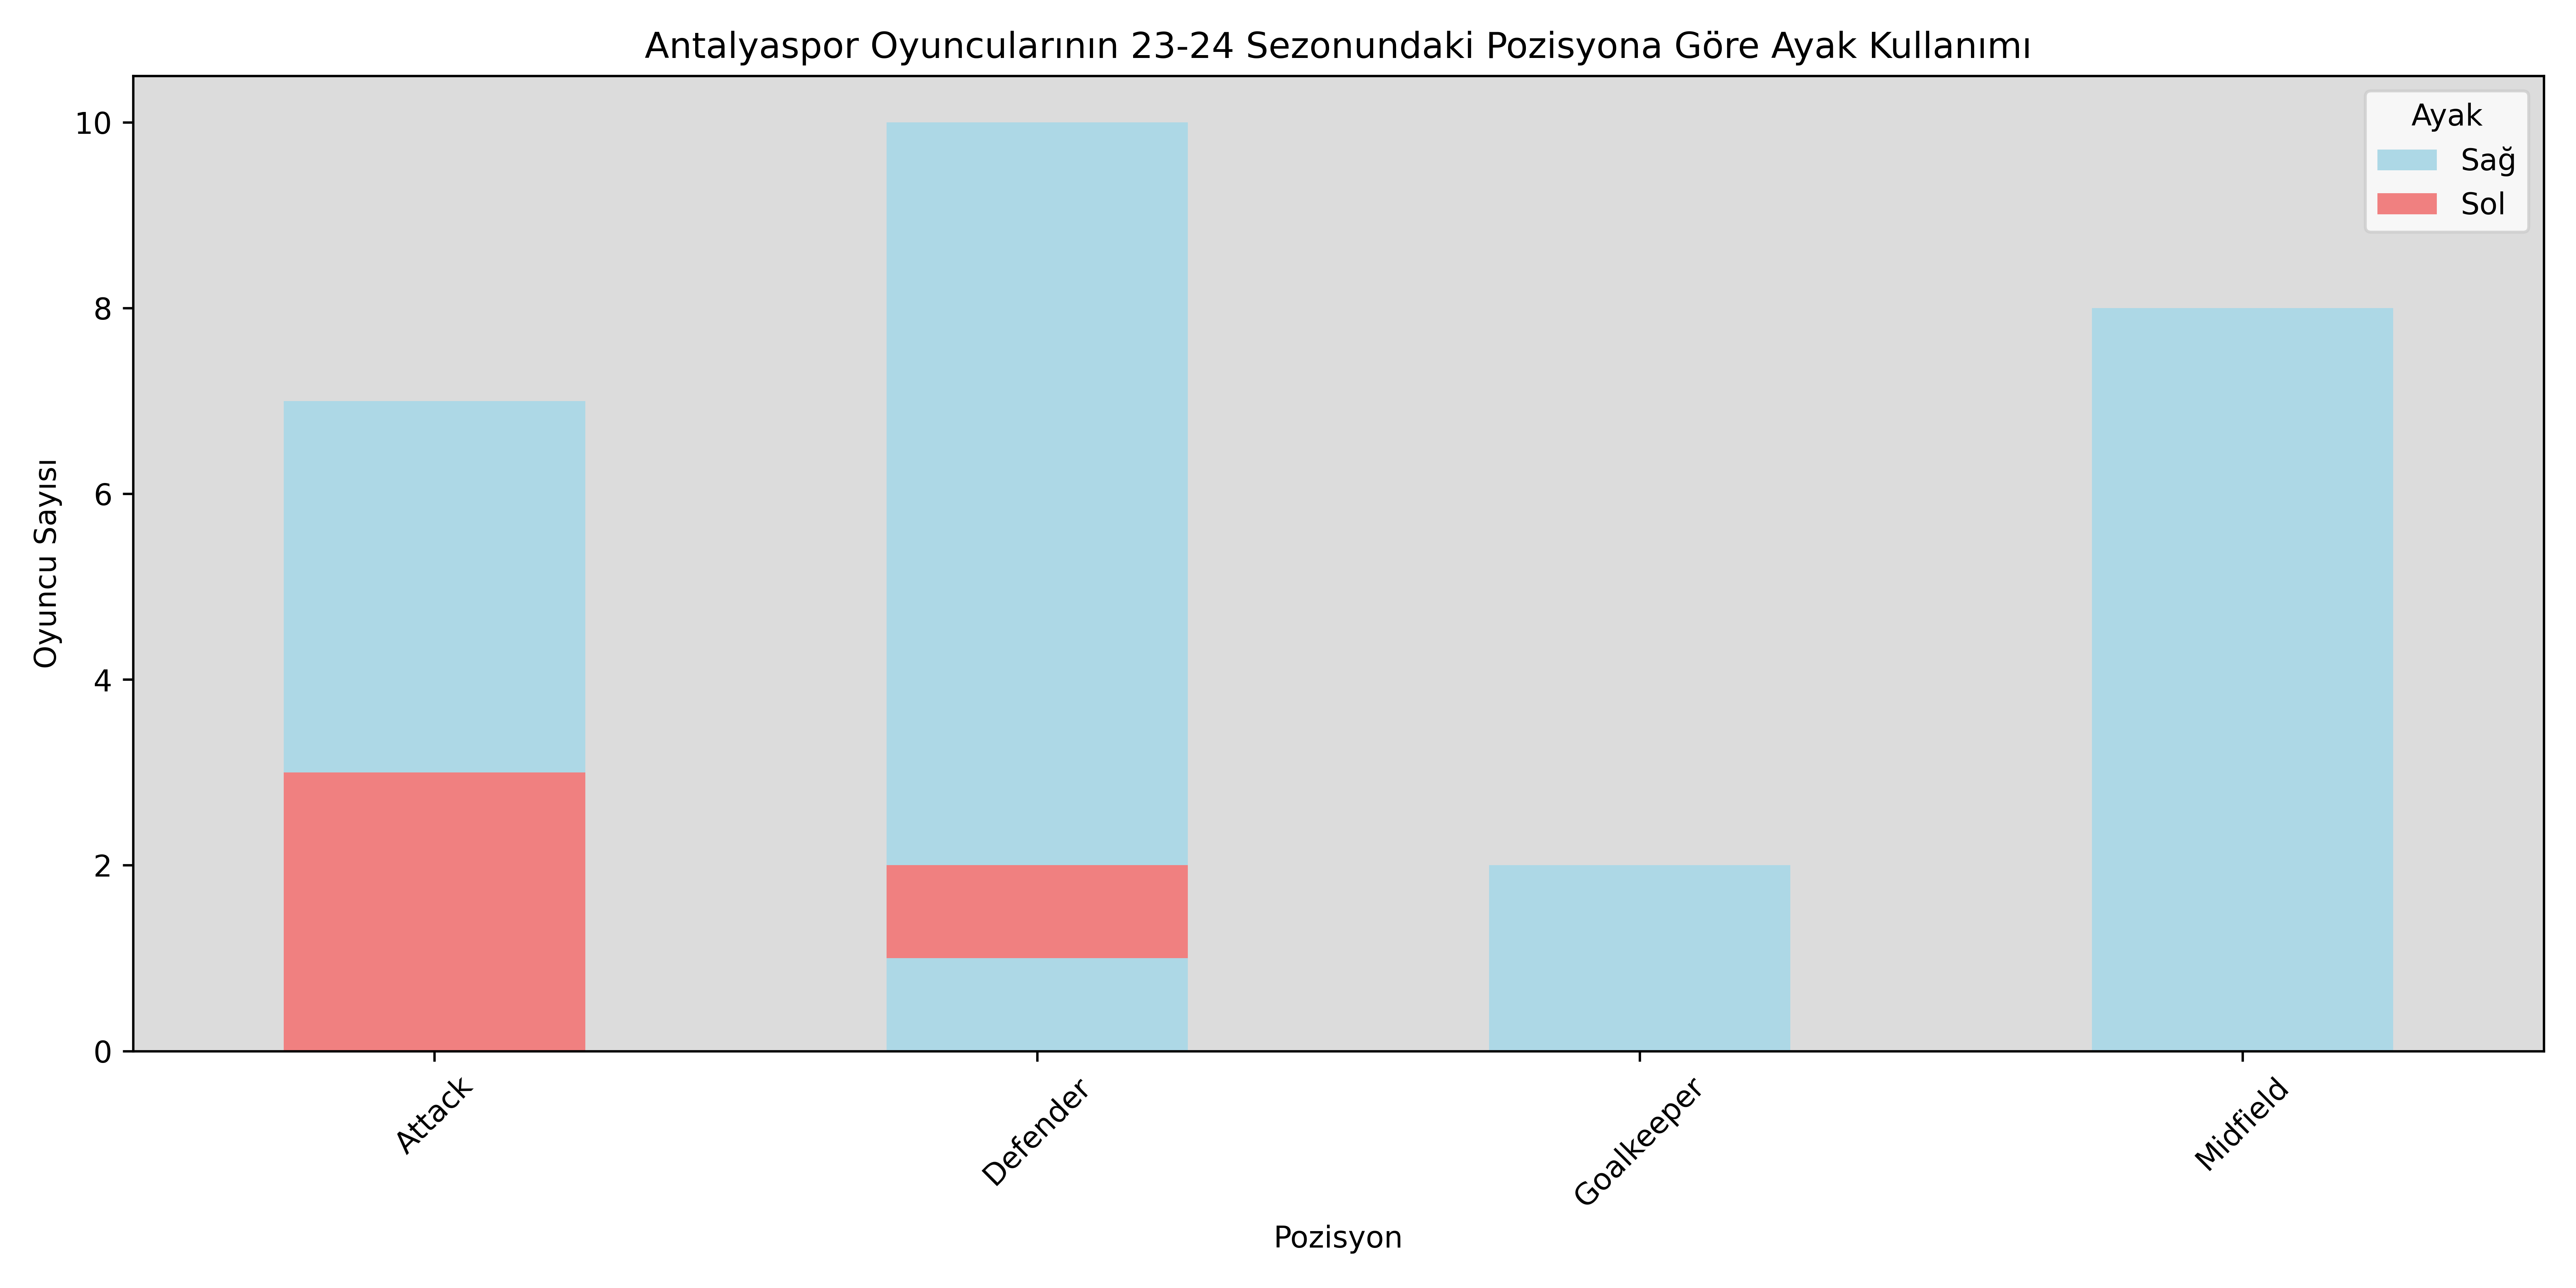 Antalyaspor Oyuncularının 23-24 Sezonundaki Pozisyona Göre Ayak Kullanımı
Ayak
Sağ
Sol
Oyuncu Sayısı
10
8
6
4
2
0
Attack
Defender
Goalkeeper
Midfield
Pozisyon